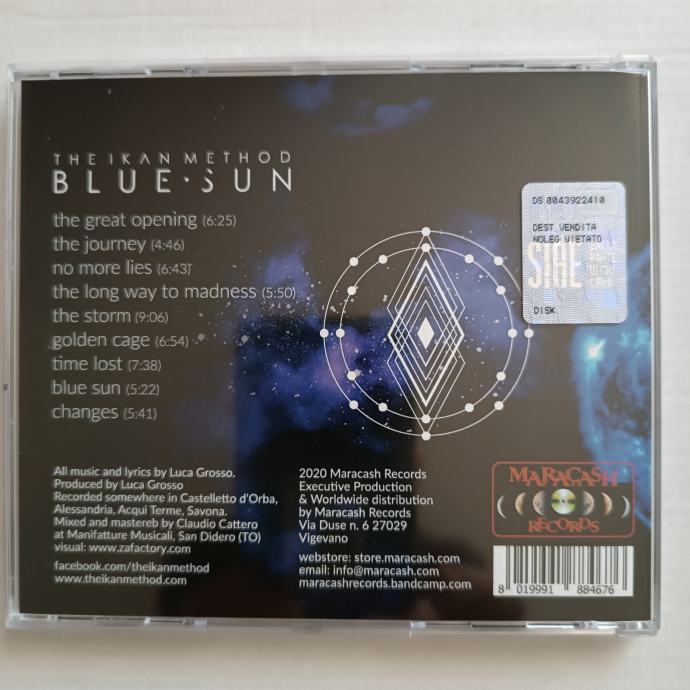 THE IKAN METHOD
BLUE·SUN
the great opening (6:25)
the journey (4:46)
no more lies (6:43)
the long way to madness (5:50)
the storm (9:06)
golden cage (6:54)
time lost (7:38)
blue sun (5:22)
changes (5:41)
DS 0043922410
DEST.VENDITA
NOLEG.VIETATO
SIAE
DISK
All music and lyrics by Luca Grosso.
Produced by Luca Grosso
Recorded somewhere in Castelletto d'Orba,
Alessandria, Acqui Terme, Savona.
Mixed and mastereb by Claudio Cattero
at Manifatture Musicali, San Didero (TO)
visual: www.zafactory.com
facebook.com/theikanmethod
www.theikanmethod.com
2020 Maracash Records
Executive Production
& Worldwide distribution
by Maracash Records
Via Duse n. 6 27029
Vigevano
webstore: store.maracash.com
email: info@maracash.com
maracashrecords.bandcamp.com
MARACASH
RECORDS
8 019991 884676